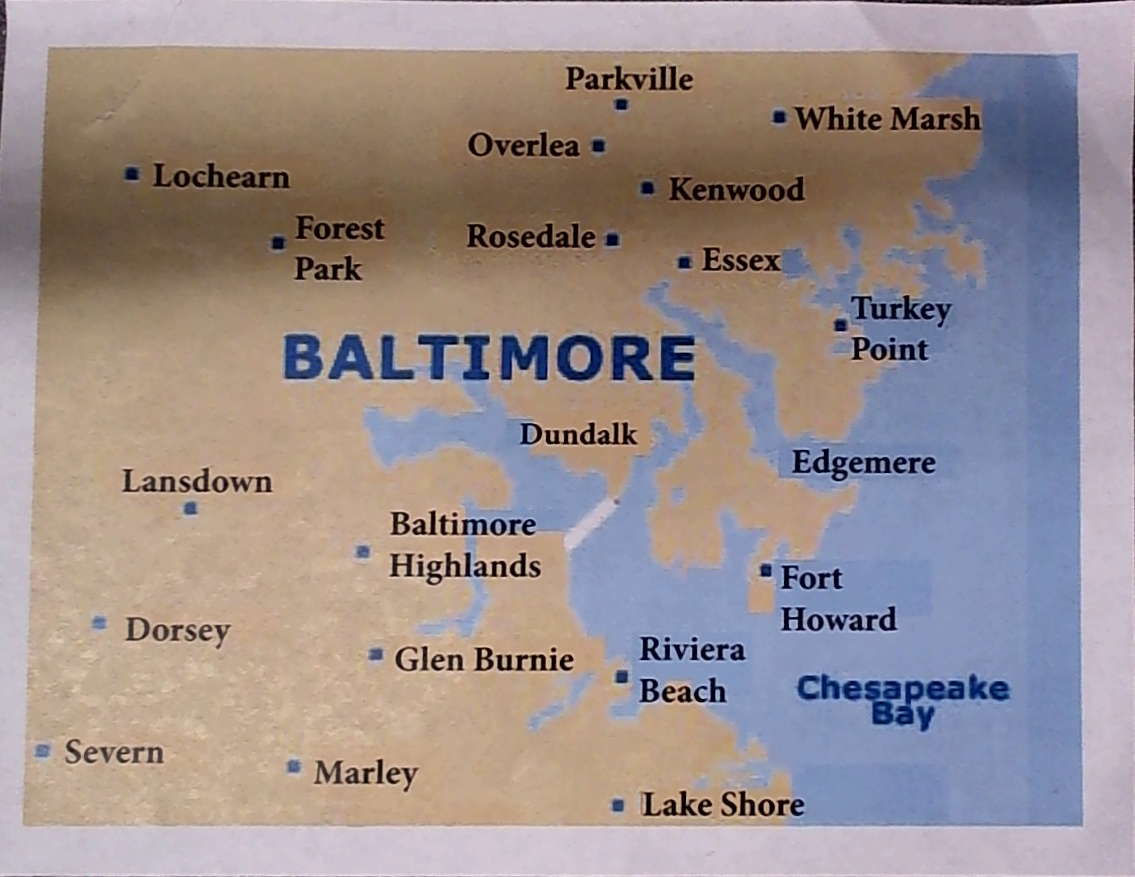 Parkville
White Marsh
Overlea
Lochearn
Kenwood
Forest
Park
Rosedale
Essex
Turkey
Point
BALTIMORE
Dundalk
Edgemere
Lansdown
Baltimore
Highlands
Fort
Howard
Dorsey
Glen Burnie
Riviera
Beach
Chesapeake
Bay
Severn
Marley
Lake Shore